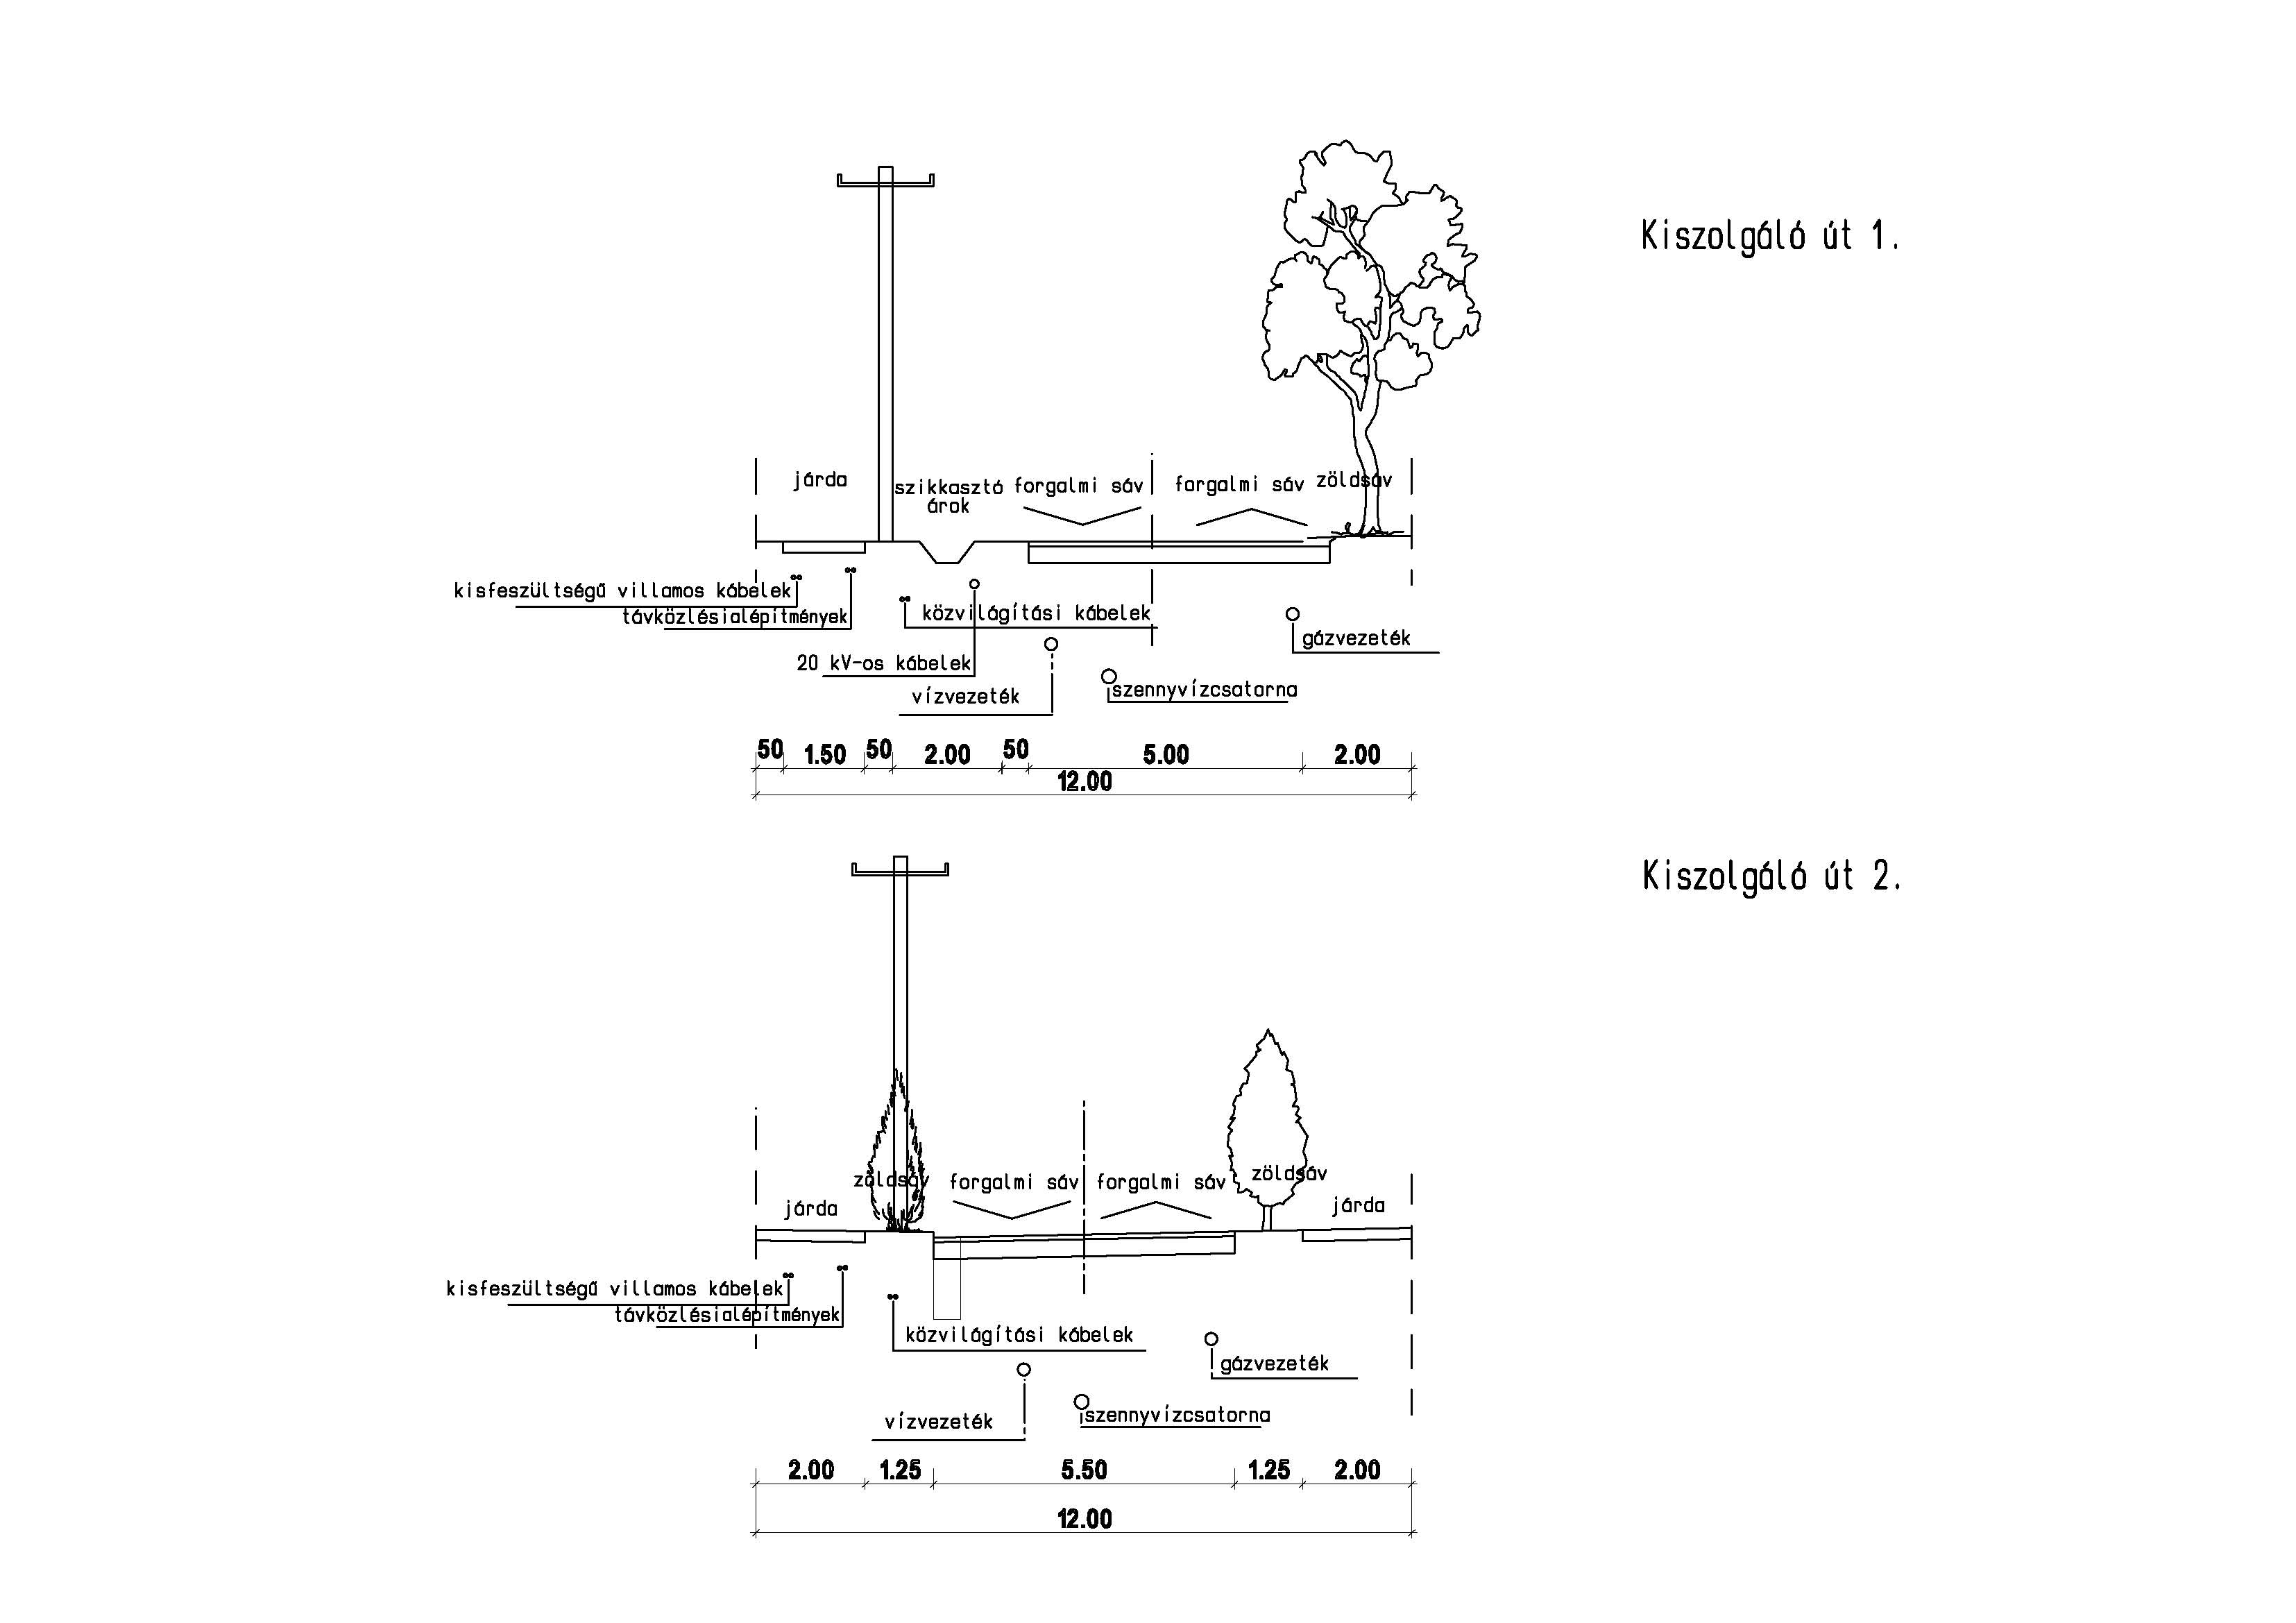 Kiszolgáló út 1.
járda
szikkasztó
árok
forgalmi sáv
forgalmi sáv
zöldsáv
kisfeszültségű villamos kábelek
távközlésialépítmények
közvilágítási kábelek
gázvezeték
20 kV-os kábelek
vízvezeték
szennyvízcsatorna
50 1.50 50 2.00 50 5.00 2.00
12.00
Kiszolgáló út 2.
zöldsáv
forgalmi sáv
forgalmi sáv
zöldsáv
járda
járda
kisfeszültségű villamos kábelek
távközlésialépítmények
közvilágítási kábelek
gázvezeték
vízvezeték
szennyvízcsatorna
2.00 1.25 5.50 1.25 2.00
12.00